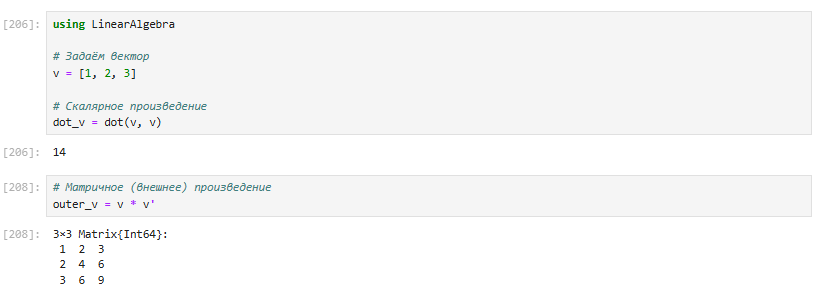 [206]: using LinearAlgebra
# Задаём вектор
v = [1, 2, 3]
# Скалярное произведение
dot_v = dot(v, v)
[206]: 14
[208]: # Матричное (внешнее) произведение
outer_v = v * v'
[208]: 3×3 Matrix{Int64}:
1 2 3
2 4 6
3 6 9